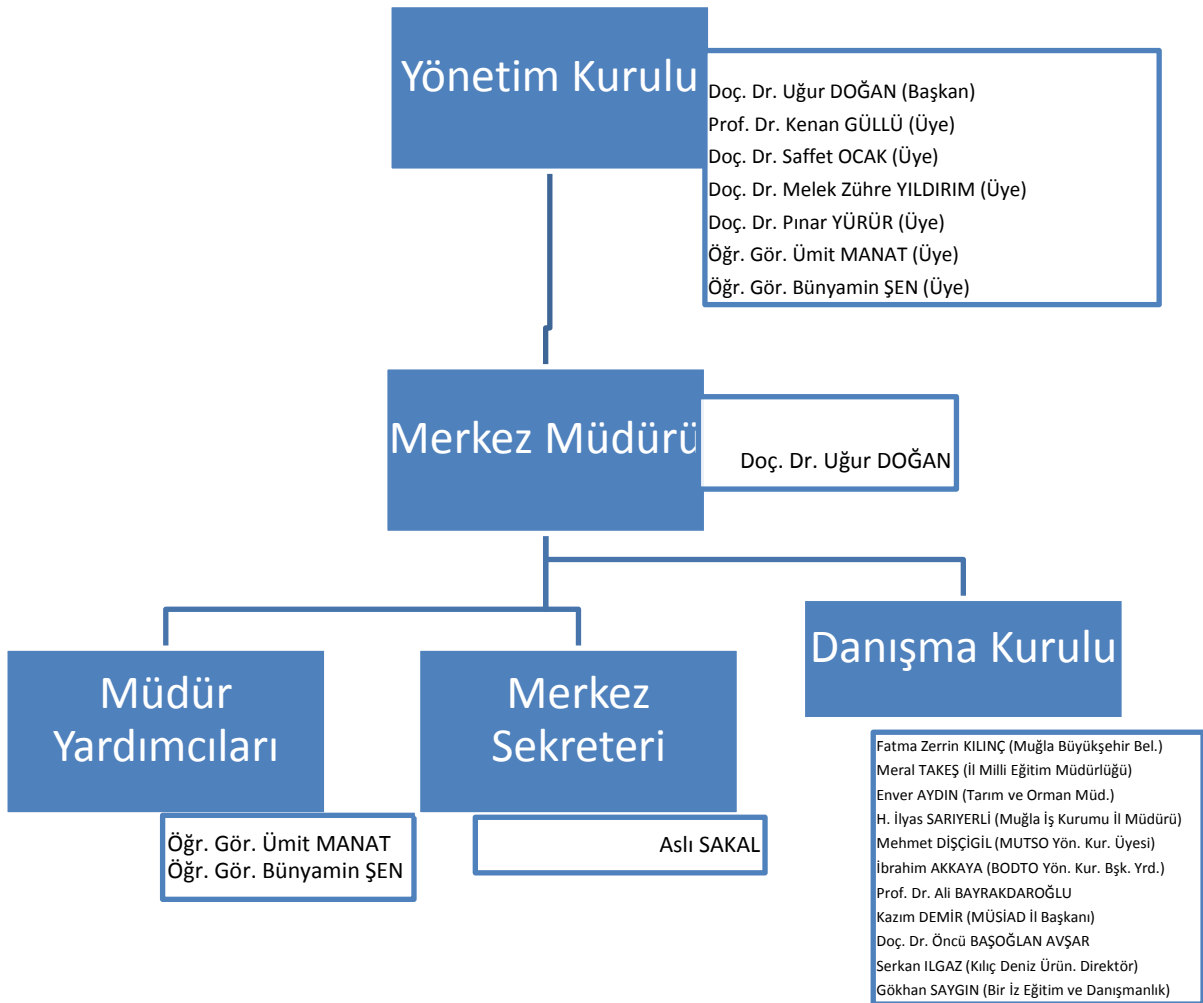 Yönetim Kurulu
Doç. Dr. Uğur DOĞAN (Başkan)
Prof. Dr. Kenan GÜLLÜ (Üye)
Doç. Dr. Saffet OCAK (Üye)
Doç. Dr. Melek Zühre YILDIRIM (Üye)
Doç. Dr. Pınar YÜRÜR (Üye)
Öğr. Gör. Ümit MANAT (Üye)
Öğr. Gör. Bünyamin ŞEN (Üye)
Merkez Müdürü
Doç. Dr. Uğur DOĞAN
Müdür
Yardımcıları
Öğr. Gör. Ümit MANAT
Öğr. Gör. Bünyamin ŞEN
Merkez
Sekreteri
Aslı SAKAL
Danışma Kurulu
Fatma Zerrin KILINÇ (Muğla Büyükşehir Bel.)
Meral TAKEŞ (İl Milli Eğitim Müdürlüğü)
Enver AYDIN (Tarım ve Orman Müd.)
H. İlyas SARIYERLİ (Muğla İş Kurumu İl Müdürü)
Mehmet DİŞÇİGİL (MUTSO Yön. Kur. Üyesi)
İbrahim AKKAYA (BODTO Yön. Kur. Bşk. Yrd.)
Prof. Dr. Ali BAYRAKDAROĞLU
Kazım DEMİR (MÜSİAD İl Başkanı)
Doç. Dr. Öncü BAŞOĞLAN AVŞAR
Serkan ILGAZ (Kılıç Deniz Ürün. Direktör)
Gökhan SAYGIN (Bir İz Eğitim ve Danışmanlık)